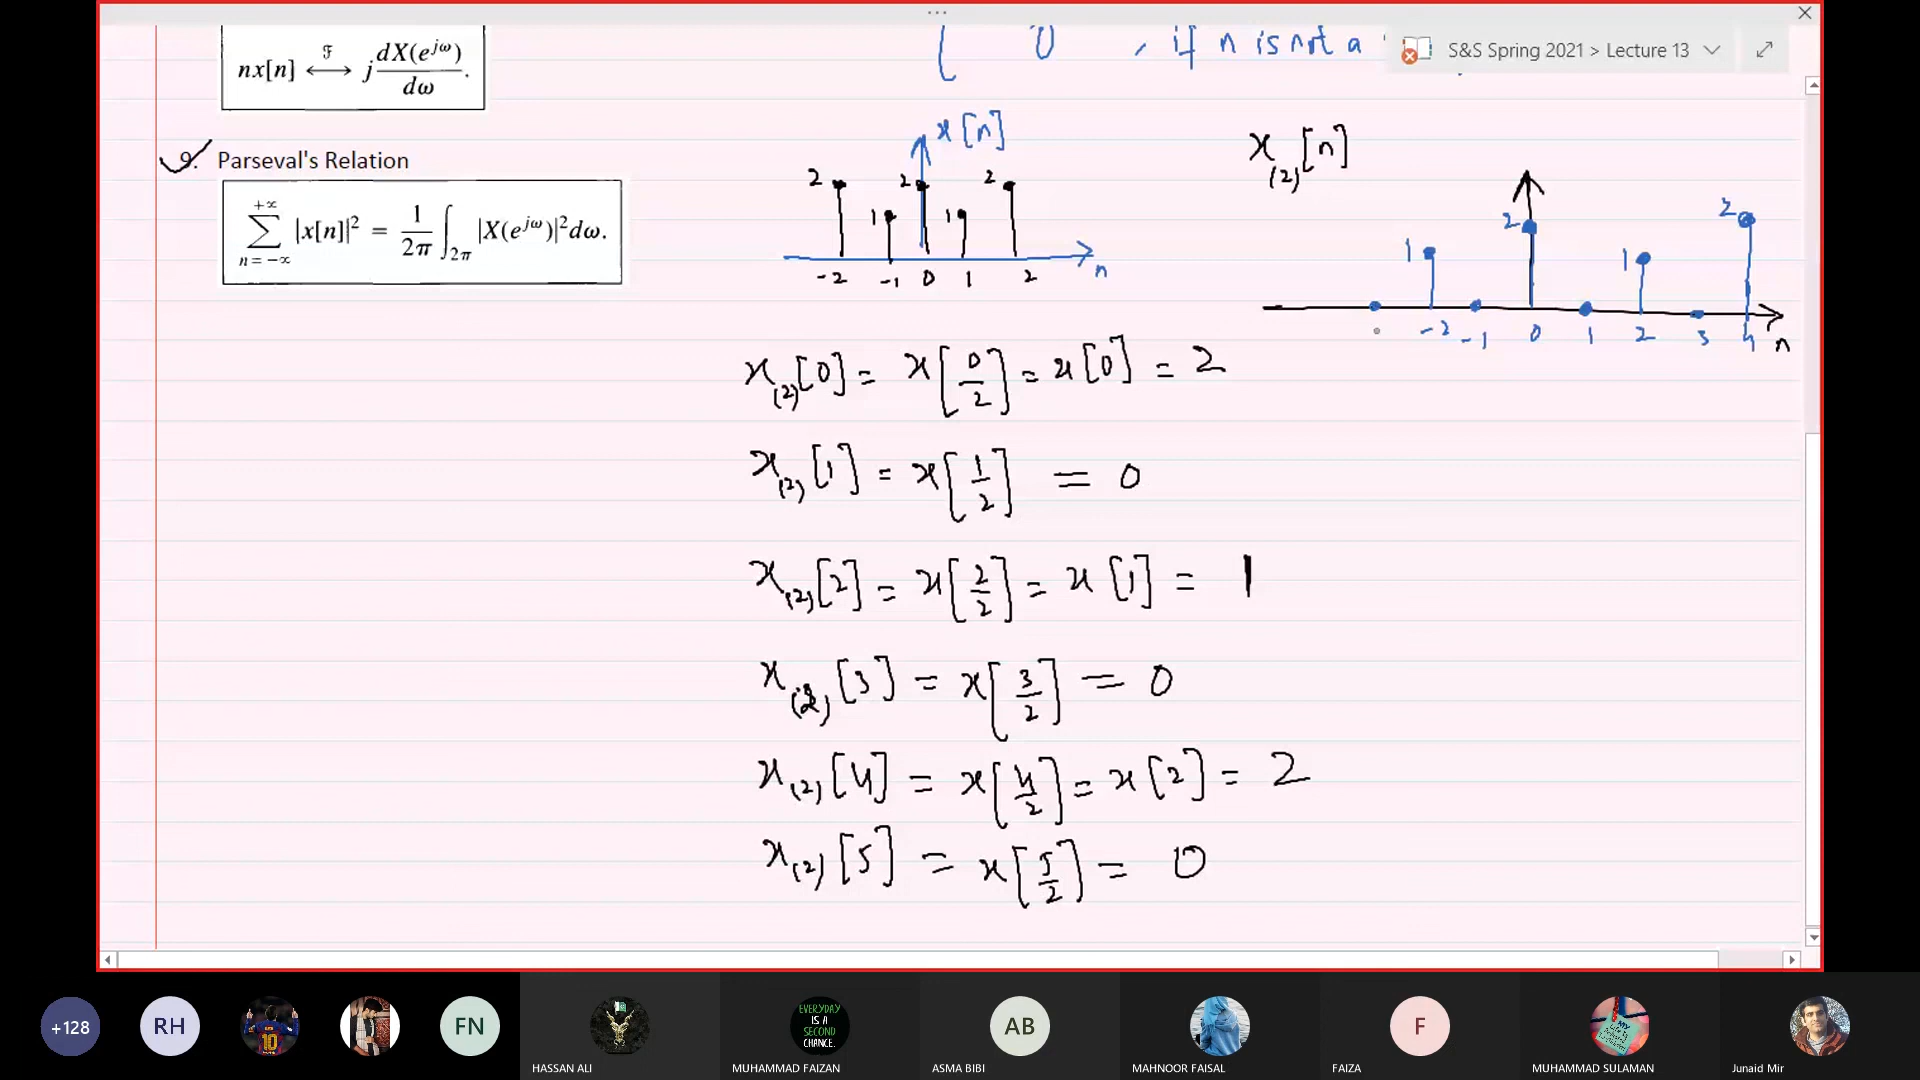 nx[n] ⟷ℱ j dX(e^{jω})/dω.
0 , if n is not a
S&S Spring 2021 > Lecture 13
9. Parseval's Relation
+∞
∑ |x[n]|² = 1/2π ∫_{2π} |X(e^{jω})|² dω.
n = -∞
x[n]
2 1 2 1 2
-2 -1 0 1 2 n
x_(2)[n]
1 2 1 2
-2 -1 0 1 2 3 4 n
x_(2)[0] = x[0/2] = x[0] = 2
x_(2)[1] = x[1/2] = 0
x_(2)[2] = x[2/2] = x[1] = 1
x_(2)[3] = x[3/2] = 0
x_(2)[4] = x[4/2] = x[2] = 2
x_(2)[5] = x[5/2] = 0
+128 RH 10 FN AB F
EVERYDAY
IS A
SECOND
CHANCE.
MY
HASSAN ALI MUHAMMAD FAIZAN ASMA BIBI MAHNOOR FAISAL FAIZA MUHAMMAD SULAMAN Junaid Mir